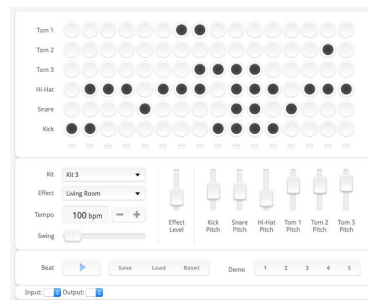 Tom 1
Tom 2
Tom 3
Hi-Hat
Snare
Kick
Kit Kit 3
Effect Living Room
Tempo 100 bpm − +
Swing
Effect Level
Kick Pitch
Snare Pitch
Hi-Hat Pitch
Tom 1 Pitch
Tom 2 Pitch
Tom 3 Pitch
Beat Save Load Reset Demo 1 2 3 4 5
Input: Output: